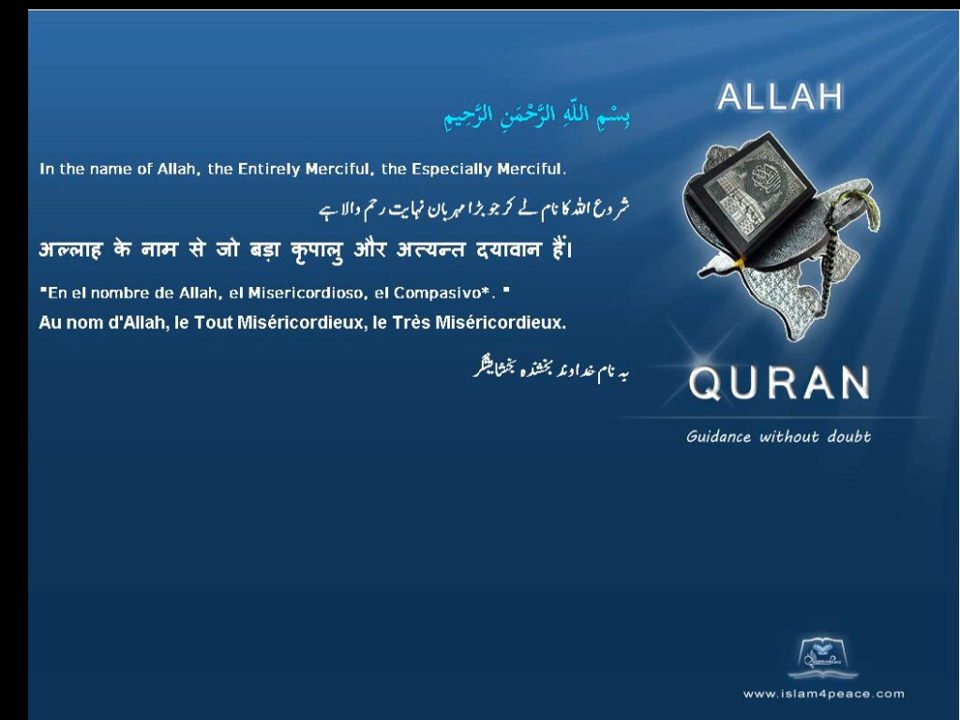 ALLAH
بِسْمِ اللَّهِ الرَّحْمَنِ الرَّحِيمِ
In the name of Allah, the Entirely Merciful, the Especially Merciful.
شروع اللہ کا نام لے کر جو بڑا مہربان نہایت رحم والا ہے
अल्लाह के नाम से जो बड़ा कृपालु और अत्यन्त दयावान हैं।
"En el nombre de Allah, el Misericordioso, el Compasivo*. "
Au nom d'Allah, le Tout Miséricordieux, le Très Miséricordieux.
به نام خداوند بخشنده بخشایشگر
QURAN
Guidance without doubt
www.islam4peace.com